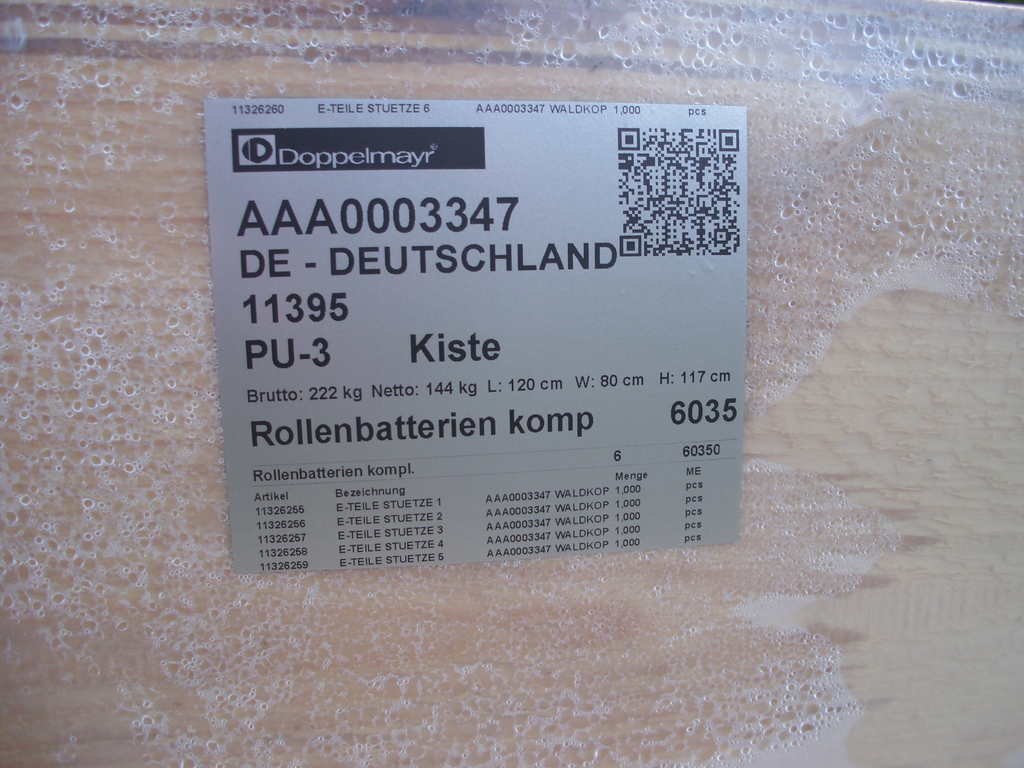 11326260 E-TEILE STUETZE 6 AAA0003347 WALDKOP 1,000 pcs
Doppelmayr
AAA0003347
DE - DEUTSCHLAND
11395
PU-3 Kiste
Brutto: 222 kg Netto: 144 kg L: 120 cm W: 80 cm H: 117 cm
Rollenbatterien komp 6035
Rollenbatterien kompl. 6 60350
Artikel Bezeichnung Menge ME
11326255 E-TEILE STUETZE 1 AAA0003347 WALDKOP 1,000 pcs
11326256 E-TEILE STUETZE 2 AAA0003347 WALDKOP 1,000 pcs
11326257 E-TEILE STUETZE 3 AAA0003347 WALDKOP 1,000 pcs
11326258 E-TEILE STUETZE 4 AAA0003347 WALDKOP 1,000 pcs
11326259 E-TEILE STUETZE 5 AAA0003347 WALDKOP 1,000 pcs